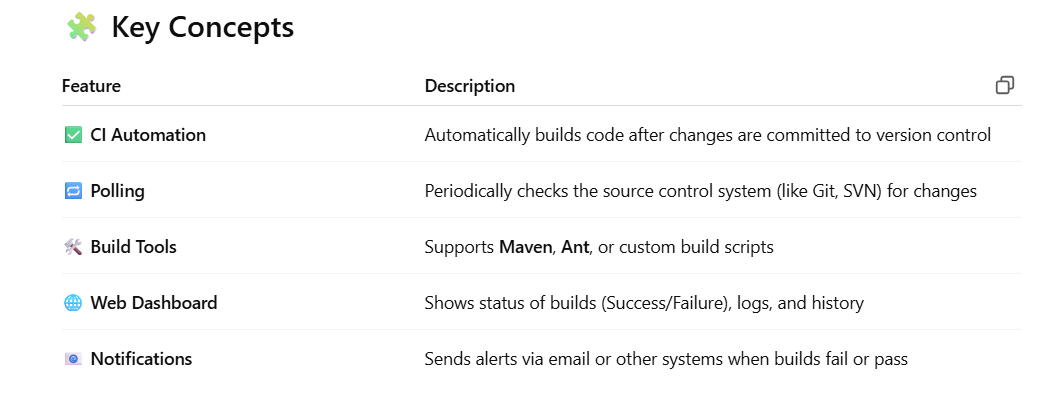 Key Concepts
Feature Description
CI Automation Automatically builds code after changes are committed to version control
Polling Periodically checks the source control system (like Git, SVN) for changes
Build Tools Supports Maven, Ant, or custom build scripts
Web Dashboard Shows status of builds (Success/Failure), logs, and history
Notifications Sends alerts via email or other systems when builds fail or pass